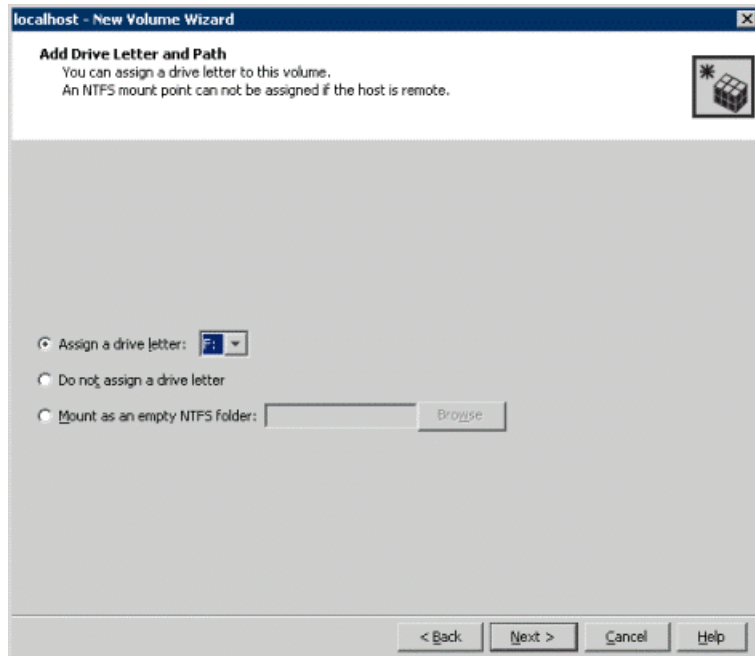 localhost - New Volume Wizard
Add Drive Letter and Path
You can assign a drive letter to this volume.
An NTFS mount point can not be assigned if the host is remote.
Assign a drive letter: F:
Do not assign a drive letter
Mount as an empty NTFS folder: Browse
< Back Next > Cancel Help